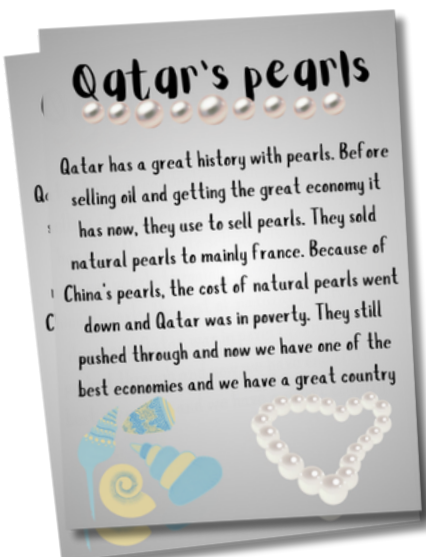 Qatar's pearls
Qatar has a great history with pearls. Before
selling oil and getting the great economy it
has now, they use to sell pearls. They sold
natural pearls to mainly france. Because of
China's pearls, the cost of natural pearls went
down and Qatar was in poverty. They still
pushed through and now we have one of the
best economies and we have a great country